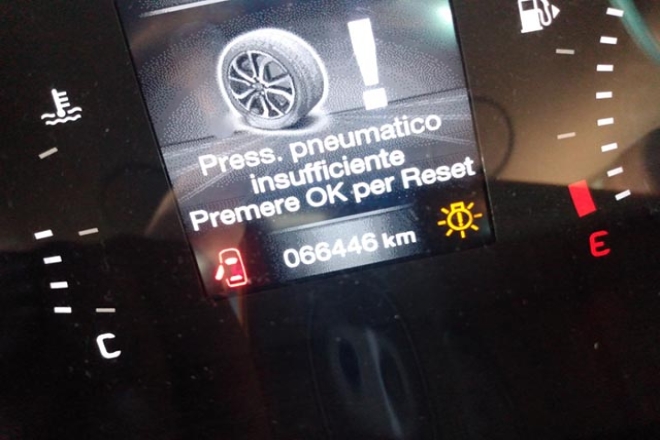 Press. pneumatico
insufficiente
Premere OK per Reset
066446 km
C
E